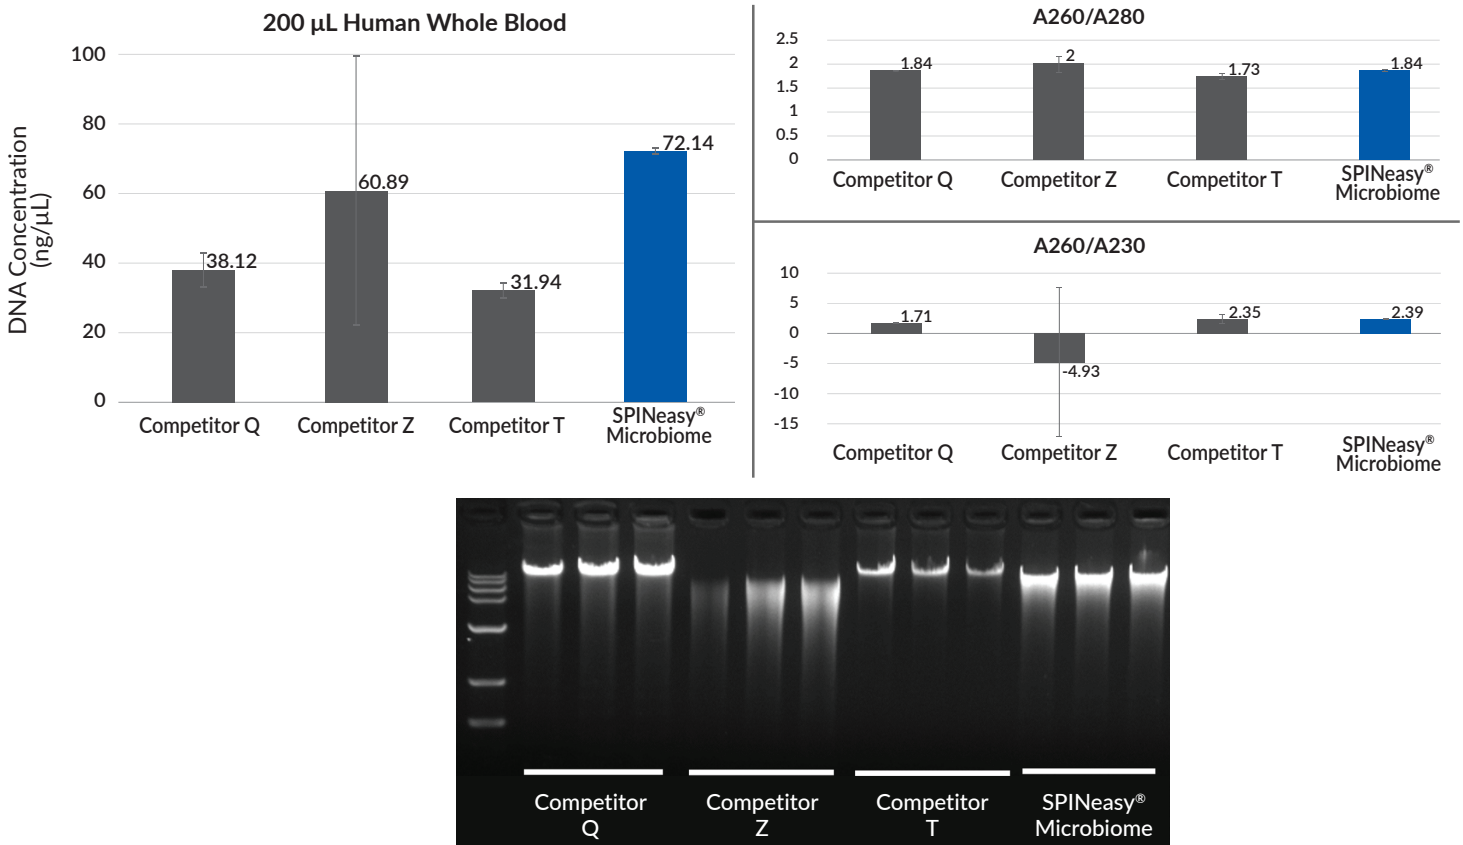 200 µL Human Whole Blood
DNA Concentration
(ng/µL)
100
80
60
40
20
0
38.12
60.89
31.94
72.14
Competitor Q
Competitor Z
Competitor T
SPINeasy®
Microbiome
A260/A280
2.5
2
1.5
1
0.5
0
1.84
2
1.73
1.84
Competitor Q
Competitor Z
Competitor T
SPINeasy®
Microbiome
A260/A230
10
5
0
-5
-10
-15
1.71
-4.93
2.35
2.39
Competitor Q
Competitor Z
Competitor T
SPINeasy®
Microbiome
Competitor
Q
Competitor
Z
Competitor
T
SPINeasy®
Microbiome